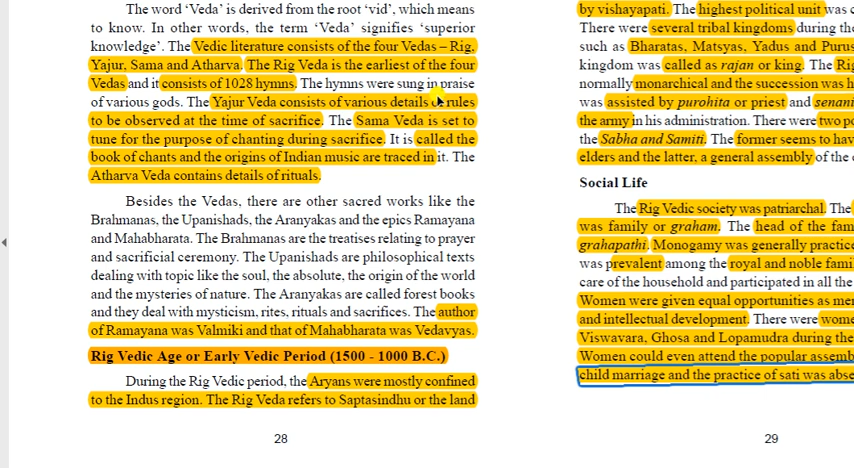 The word ‘Veda’ is derived from the root ‘vid’, which means
to know. In other words, the term ‘Veda’ signifies ‘superior
knowledge’. The Vedic literature consists of the four Vedas – Rig,
Yajur, Sama and Atharva. The Rig Veda is the earliest of the four
Vedas and it consists of 1028 hymns. The hymns were sung in praise
of various gods. The Yajur Veda consists of various details of rules
to be observed at the time of sacrifice. The Sama Veda is set to
tune for the purpose of chanting during sacrifice. It is called the
book of chants and the origins of Indian music are traced in it. The
Atharva Veda contains details of rituals.
Besides the Vedas, there are other sacred works like the
Brahmanas, the Upanishads, the Aranyakas and the epics Ramayana
and Mahabharata. The Brahmanas are the treatises relating to prayer
and sacrificial ceremony. The Upanishads are philosophical texts
dealing with topic like the soul, the absolute, the origin of the world
and the mysteries of nature. The Aranyakas are called forest books
and they deal with mysticism, rites, rituals and sacrifices. The author
of Ramayana was Valmiki and that of Mahabharata was Vedavyas.
Rig Vedic Age or Early Vedic Period (1500 - 1000 B.C.)
During the Rig Vedic period, the Aryans were mostly confined
to the Indus region. The Rig Veda refers to Saptasindhu or the land
28
by vishayapati. The highest political unit was c
There were several tribal kingdoms during the
such as Bharatas, Matsyas, Yadus and Purus
kingdom was called as rajan or king. The Rig
normally monarchical and the succession was h
was assisted by purohita or priest and senani
the army in his administration. There were two po
the Sabha and Samiti. The former seems to hav
elders and the latter, a general assembly of the
Social Life
The Rig Vedic society was patriarchal. The
was family or graham. The head of the fam
grahapathi. Monogamy was generally practice
was prevalent among the royal and noble fami
care of the household and participated in all the
Women were given equal opportunities as men
and intellectual development. There were wome
Viswavara, Ghosa and Lopamudra during the
Women could even attend the popular assemb
child marriage and the practice of sati was abse
29